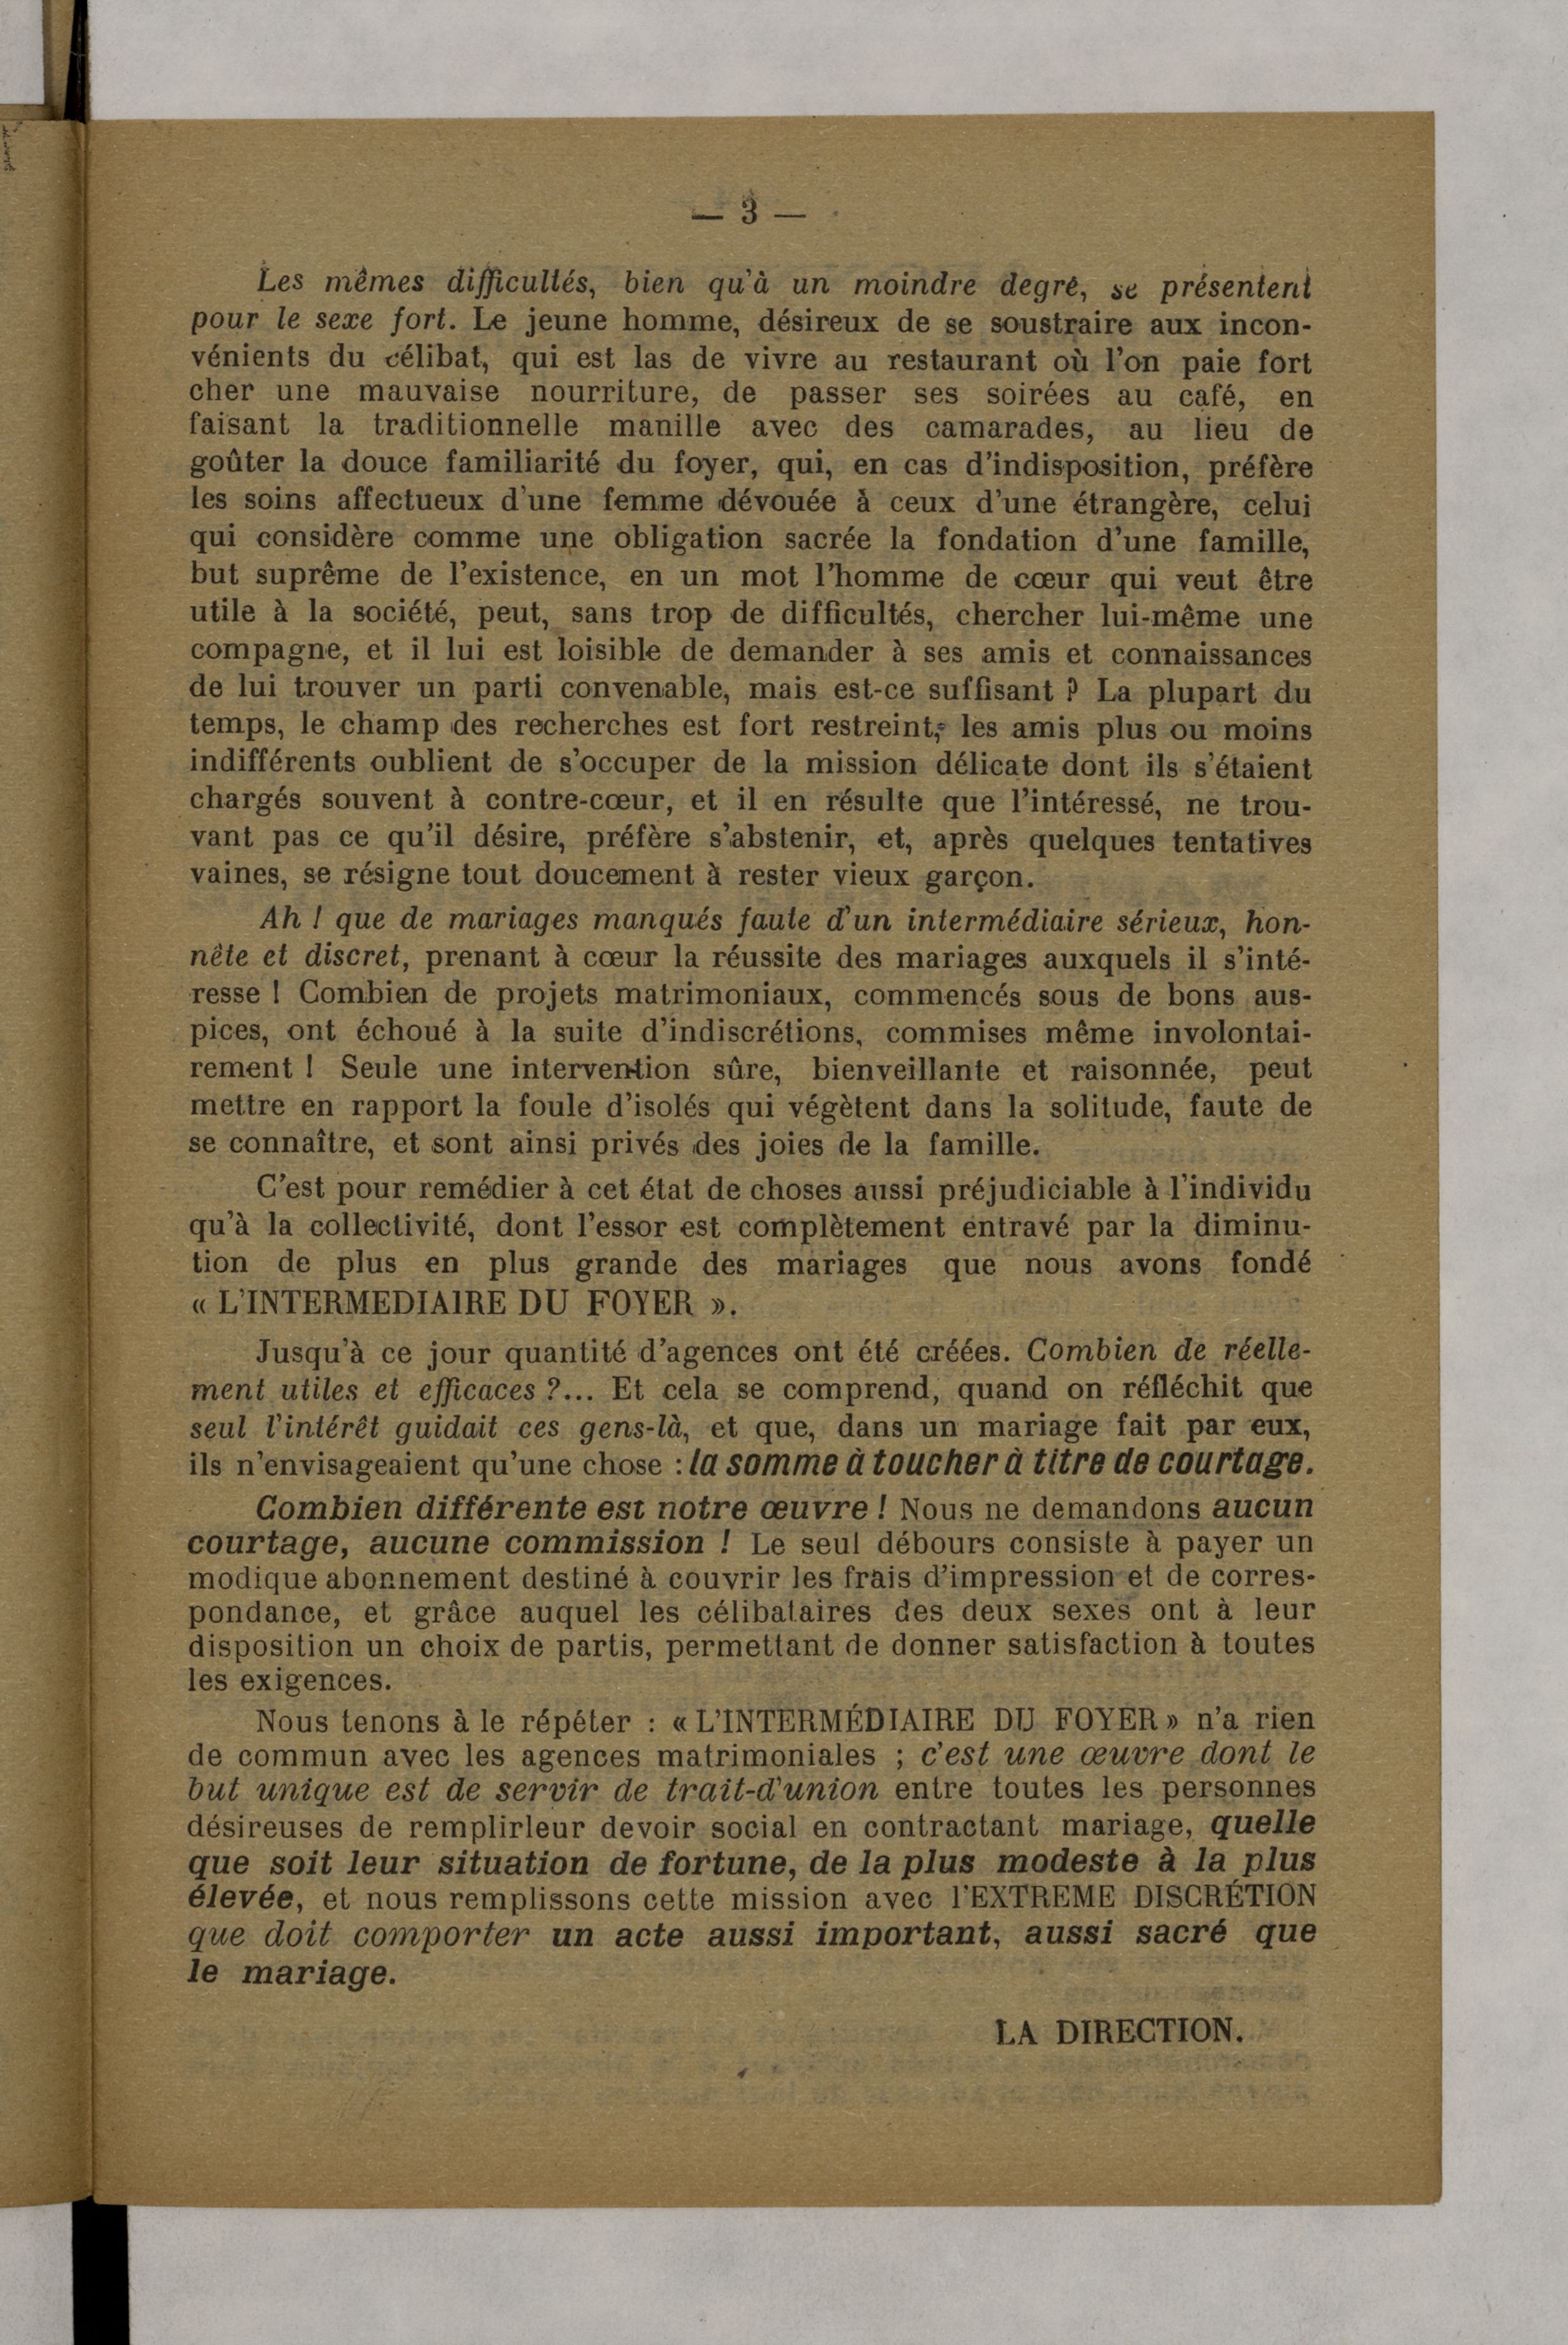 — 3 —
Les mêmes difficultés, bien qu'à un moindre degré, se présentent
pour le sexe fort. Le jeune homme, désireux de se soustraire aux incon-
vénients du célibat, qui est las de vivre au restaurant où l'on paie fort
cher une mauvaise nourriture, de passer ses soirées au café, en
faisant la traditionnelle manille avec des camarades, au lieu de
goûter la douce familiarité du foyer, qui, en cas d'indisposition, préfère
les soins affectueux d'une femme dévouée à ceux d'une étrangère, celui
qui considère comme une obligation sacrée la fondation d'une famille,
but suprême de l'existence, en un mot l'homme de cœur qui veut être
utile à la société, peut, sans trop de difficultés, chercher lui-même une
compagne, et il lui est loisible de demander à ses amis et connaissances
de lui trouver un parti convenable, mais est-ce suffisant ? La plupart du
temps, le champ des recherches est fort restreint, les amis plus ou moins
indifférents oublient de s'occuper de la mission délicate dont ils s'étaient
chargés souvent à contre-cœur, et il en résulte que l'intéressé, ne trou-
vant pas ce qu'il désire, préfère s'abstenir, et, après quelques tentatives
vaines, se résigne tout doucement à rester vieux garçon.
Ah ! que de mariages manqués faute d'un intermédiaire sérieux, hon-
nête et discret, prenant à cœur la réussite des mariages auxquels il s'inté-
resse ! Combien de projets matrimoniaux, commencés sous de bons aus-
pices, ont échoué à la suite d'indiscrétions, commises même involontai-
rement ! Seule une intervention sûre, bienveillante et raisonnée, peut
mettre en rapport la foule d'isolés qui végètent dans la solitude, faute de
se connaître, et sont ainsi privés des joies de la famille.
C'est pour remédier à cet état de choses aussi préjudiciable à l'individu
qu'à la collectivité, dont l'essor est complètement entravé par la diminu-
tion de plus en plus grande des mariages que nous avons fondé
« L'INTERMEDIAIRE DU FOYER ».
Jusqu'à ce jour quantité d'agences ont été créées. Combien de réelle-
ment utiles et efficaces ?... Et cela se comprend, quand on réfléchit que
seul l'intérêt guidait ces gens-là, et que, dans un mariage fait par eux,
ils n'envisageaient qu'une chose : la somme à toucher à titre de courtage.
Combien différente est notre œuvre ! Nous ne demandons aucun
courtage, aucune commission ! Le seul débours consiste à payer un
modique abonnement destiné à couvrir les frais d'impression et de corres-
pondance, et grâce auquel les célibataires des deux sexes ont à leur
disposition un choix de partis, permettant de donner satisfaction à toutes
les exigences.
Nous tenons à le répéter : « L'INTERMÉDIAIRE DU FOYER » n'a rien
de commun avec les agences matrimoniales ; c'est une œuvre dont le
but unique est de servir de trait-d'union entre toutes les personnes
désireuses de remplirleur devoir social en contractant mariage, quelle
que soit leur situation de fortune, de la plus modeste à la plus
élevée, et nous remplissons cette mission avec l'EXTREME DISCRÉTION
que doit comporter un acte aussi important, aussi sacré que
le mariage.
LA DIRECTION.